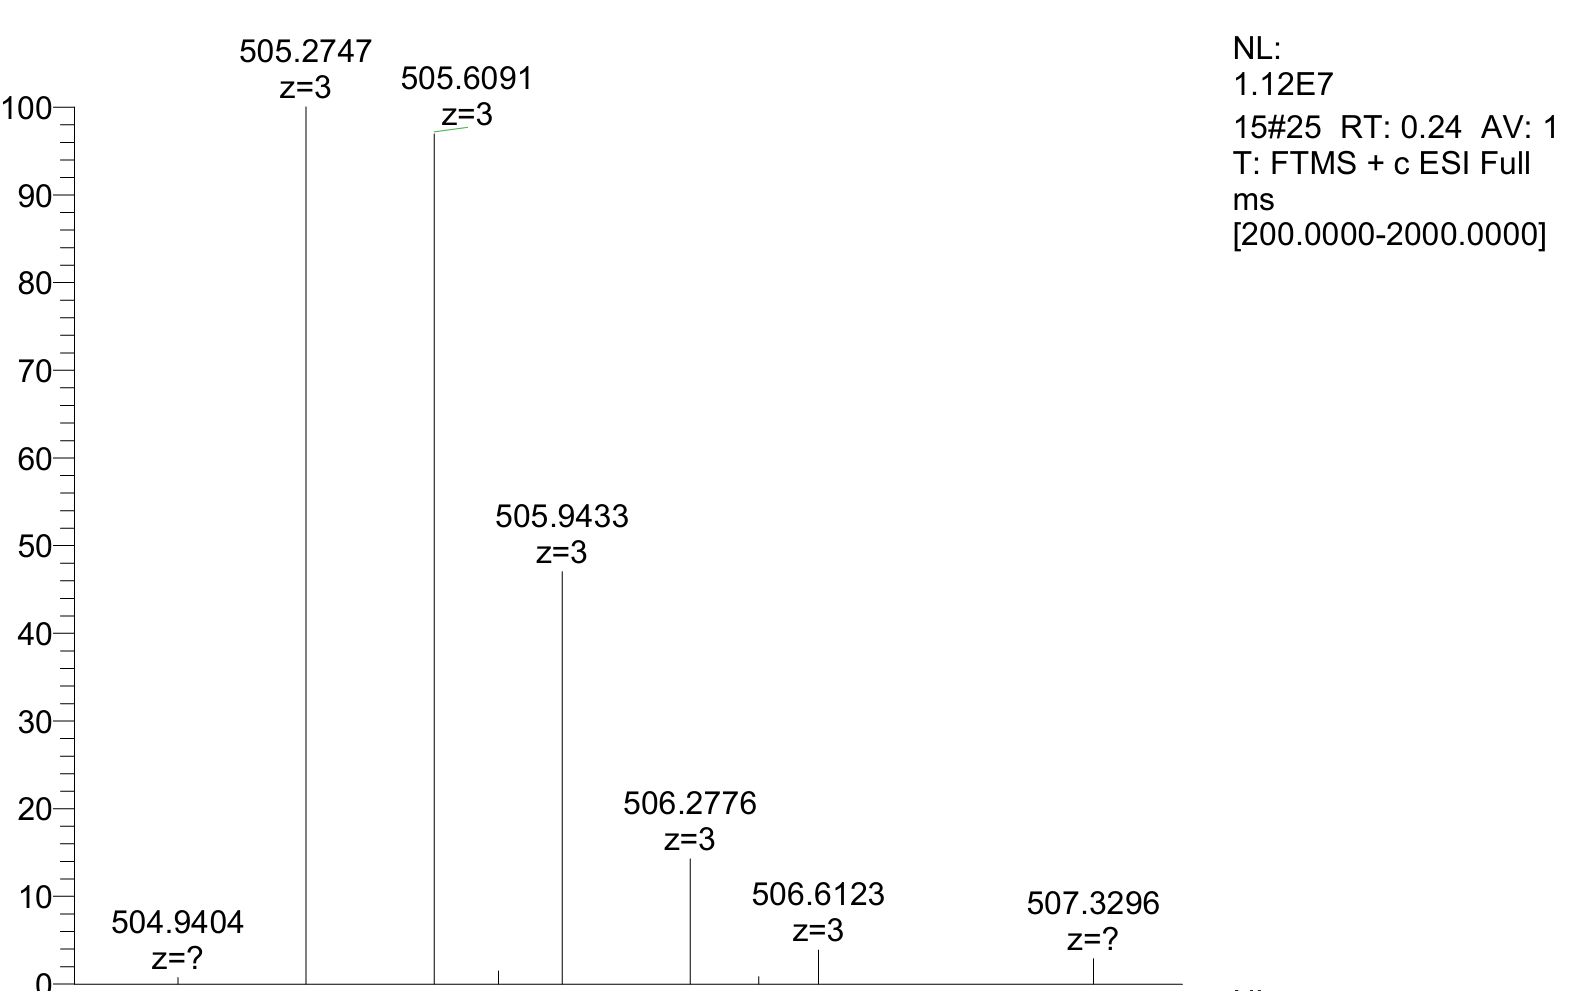 505.2747
z=3
505.6091
z=3
505.9433
z=3
506.2776
z=3
506.6123
z=3
507.3296
z=?
504.9404
z=?
100
90
80
70
60
50
40
30
20
10
0
NL:
1.12E7
15#25 RT: 0.24 AV: 1
T: FTMS + c ESI Full
ms
[200.0000-2000.0000]